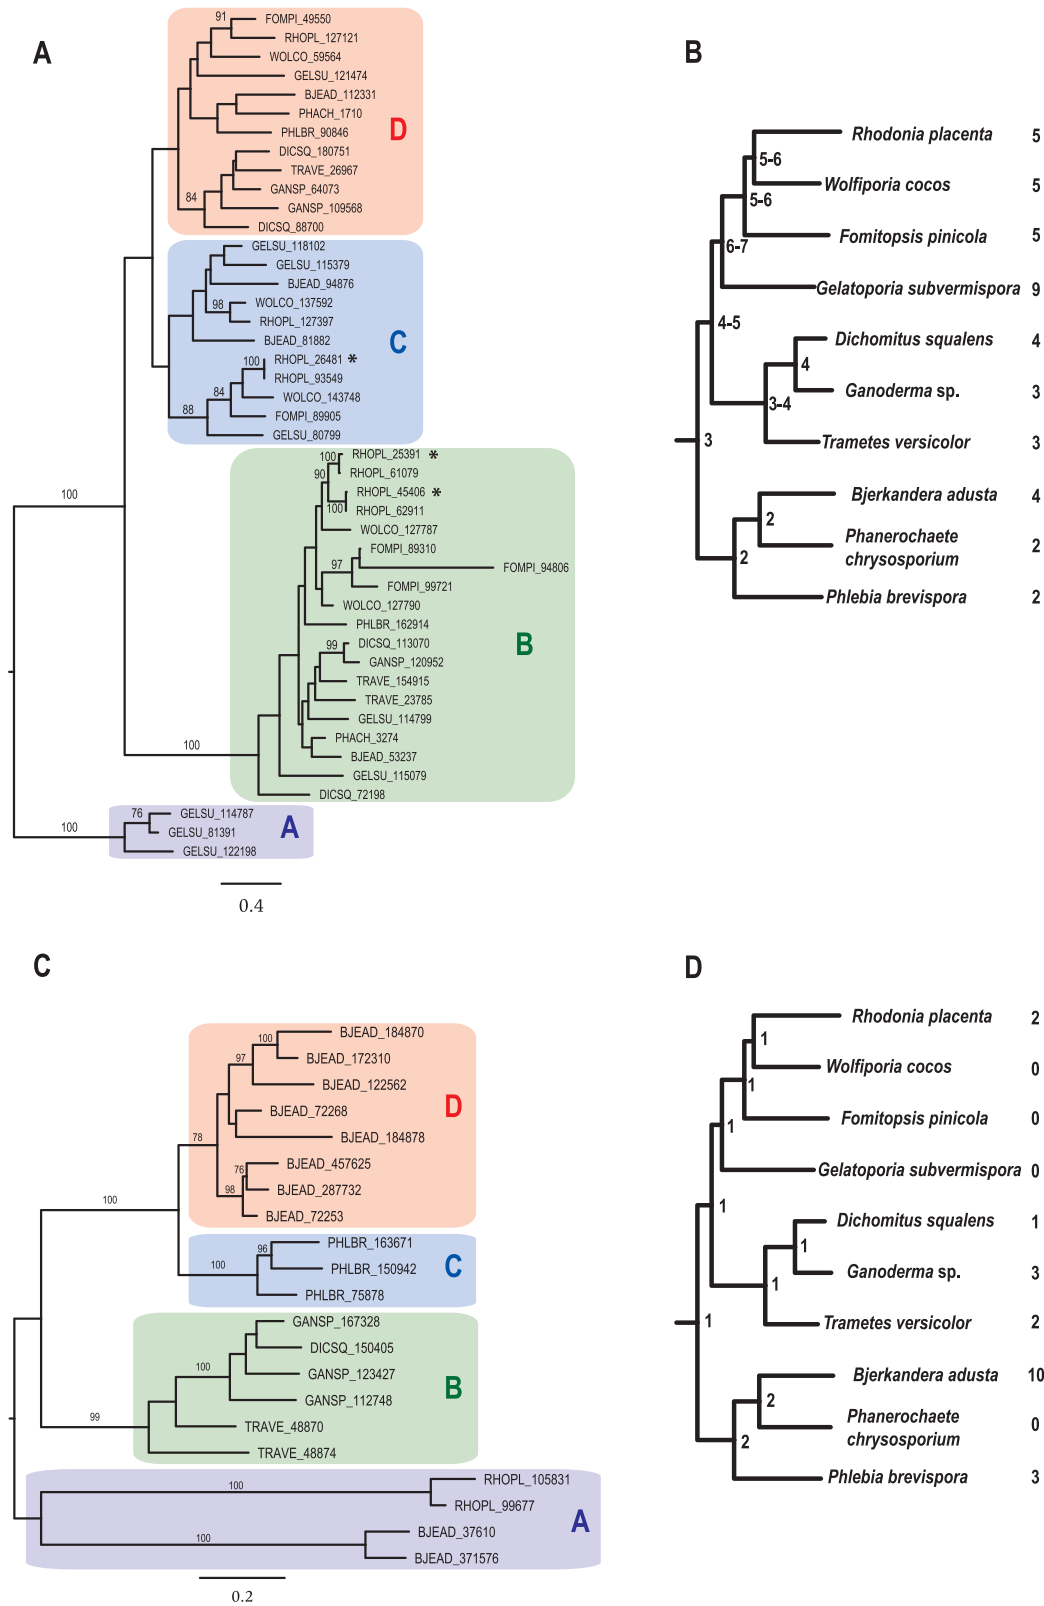 A
91
FOMPI_49550
RHOPL_127121
WOLCO_59564
GELSU_121474
BJEAD_112331
PHACH_1710
PHLBR_90846
D
DICSQ_180751
TRAVE_26967
GANSP_64073
84
GANSP_109568
DICSQ_88700
GELSU_118102
GELSU_115379
BJEAD_94876
98
WOLCO_137592
RHOPL_127397
BJEAD_81882
C
100
RHOPL_26481 *
RHOPL_93549
84
WOLCO_143748
88
FOMPI_89905
GELSU_80799
100
RHOPL_25391 *
90
RHOPL_61079
RHOPL_45406 *
100
RHOPL_62911
WOLCO_127787
FOMPI_89310
97
FOMPI_94806
FOMPI_99721
WOLCO_127790
PHLBR_162914
99
DICSQ_113070
B
GANSP_120952
TRAVE_154915
TRAVE_23785
GELSU_114799
PHACH_3274
BJEAD_53237
GELSU_115079
DICSQ_72198
100
100
76
GELSU_114787
GELSU_81391
A
100
GELSU_122198
0.4
B
Rhodonia placenta 5
5-6
Wolfiporia cocos 5
5-6
Fomitopsis pinicola 5
6-7
Gelatoporia subvermispora 9
4-5
Dichomitus squalens 4
4
Ganoderma sp. 3
3-4
Trametes versicolor 3
3
Bjerkandera adusta 4
2
Phanerochaete
chrysosporium 2
2
Phlebia brevispora 2
C
100
BJEAD_184870
97
BJEAD_172310
BJEAD_122562
D
BJEAD_72268
78
BJEAD_184878
76
BJEAD_457625
98
BJEAD_287732
BJEAD_72253
100
96
PHLBR_163671
100
PHLBR_150942
C
PHLBR_75878
GANSP_167328
DICSQ_150405
100
GANSP_123427
B
GANSP_112748
99
TRAVE_48870
TRAVE_48874
100
RHOPL_105831
RHOPL_99677
A
100
BJEAD_37610
BJEAD_371576
0.2
D
Rhodonia placenta 2
1
Wolfiporia cocos 0
1
Fomitopsis pinicola 0
1
Gelatoporia subvermispora 0
1
Dichomitus squalens 1
1
Ganoderma sp. 3
1
Trametes versicolor 2
1
Bjerkandera adusta 10
2
Phanerochaete
chrysosporium 0
2
Phlebia brevispora 3